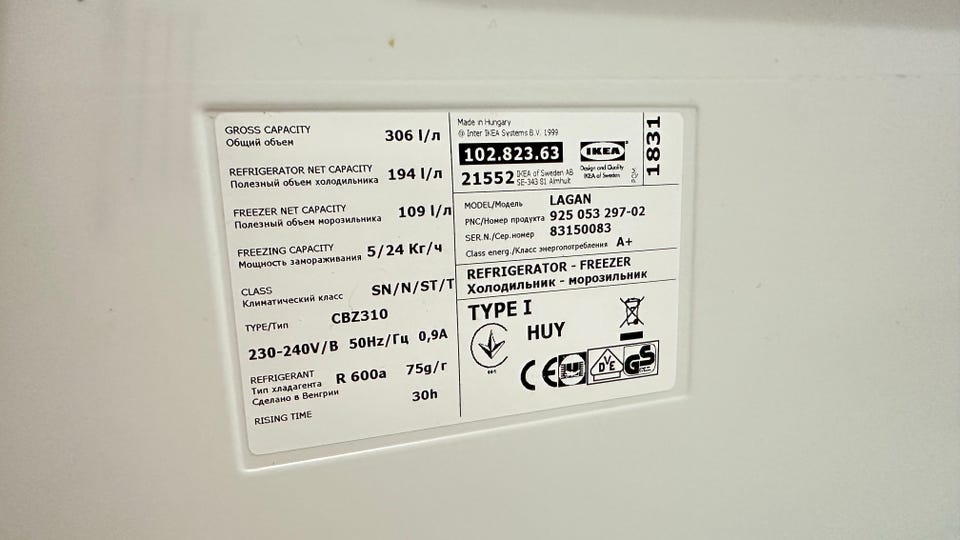 GROSS CAPACITY 306 l/л
Общий объем
REFRIGERATOR NET CAPACITY 194 l/л
Полезный объем холодильника
FREEZER NET CAPACITY 109 l/л
Полезный объем морозильника
FREEZING CAPACITY 5/24 Кг/ч
Мощность замораживания
CLASS SN/N/ST/T
Климатический класс
TYPE/Тип CBZ310
230-240V/В 50Hz/Гц 0,9A
REFRIGERANT R 600a 75g/г
Тип хладагента
Сделано в Венгрии
RISING TIME 30h
Made in Hungary
@ Inter IKEA Systems B.V. 1999
102.823.63
21552 IKEA of Sweden AB
SE-343 81 Älmhult
IKEA
Design and Quality
IKEA of Sweden
1831
MODEL/Модель LAGAN
PNC/Номер продукта 925 053 297-02
SER.N./Сер.номер 83150083
Class energ./Класс энергопотребления A+
REFRIGERATOR - FREEZER
Холодильник - морозильник
TYPE I
HUY
001
CE
DVE
GS